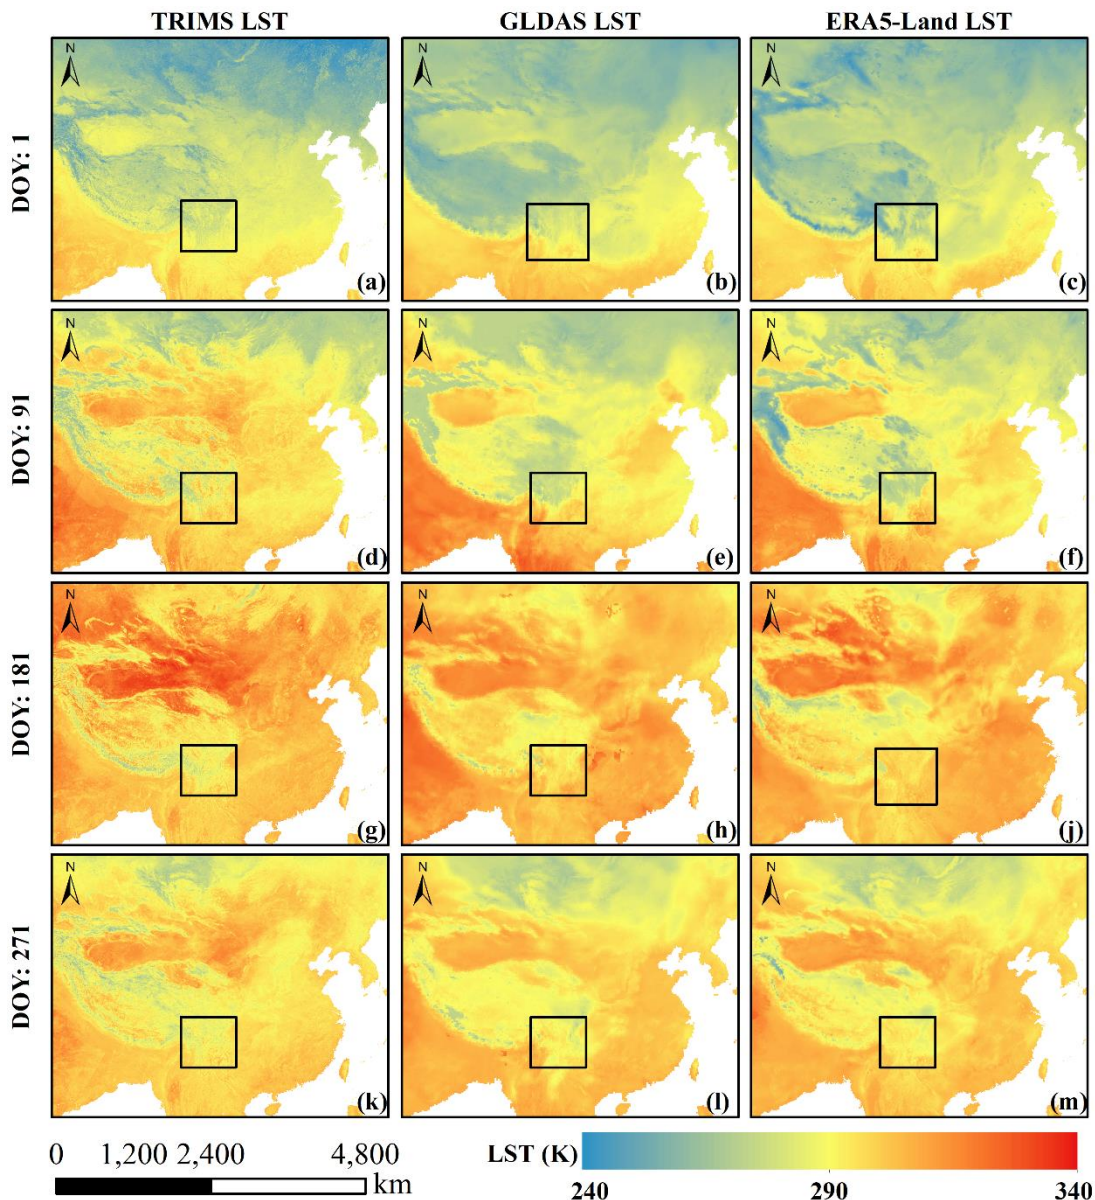 TRIMS LST GLDAS LST ERA5-Land LST
DOY: 1
N N N
(a) (b) (c)
DOY: 91
N N N
(d) (e) (f)
DOY: 181
N N N
(g) (h) (j)
DOY: 271
N N N
(k) (l) (m)
0 1,200 2,400 4,800
km
LST (K)
240 290 340